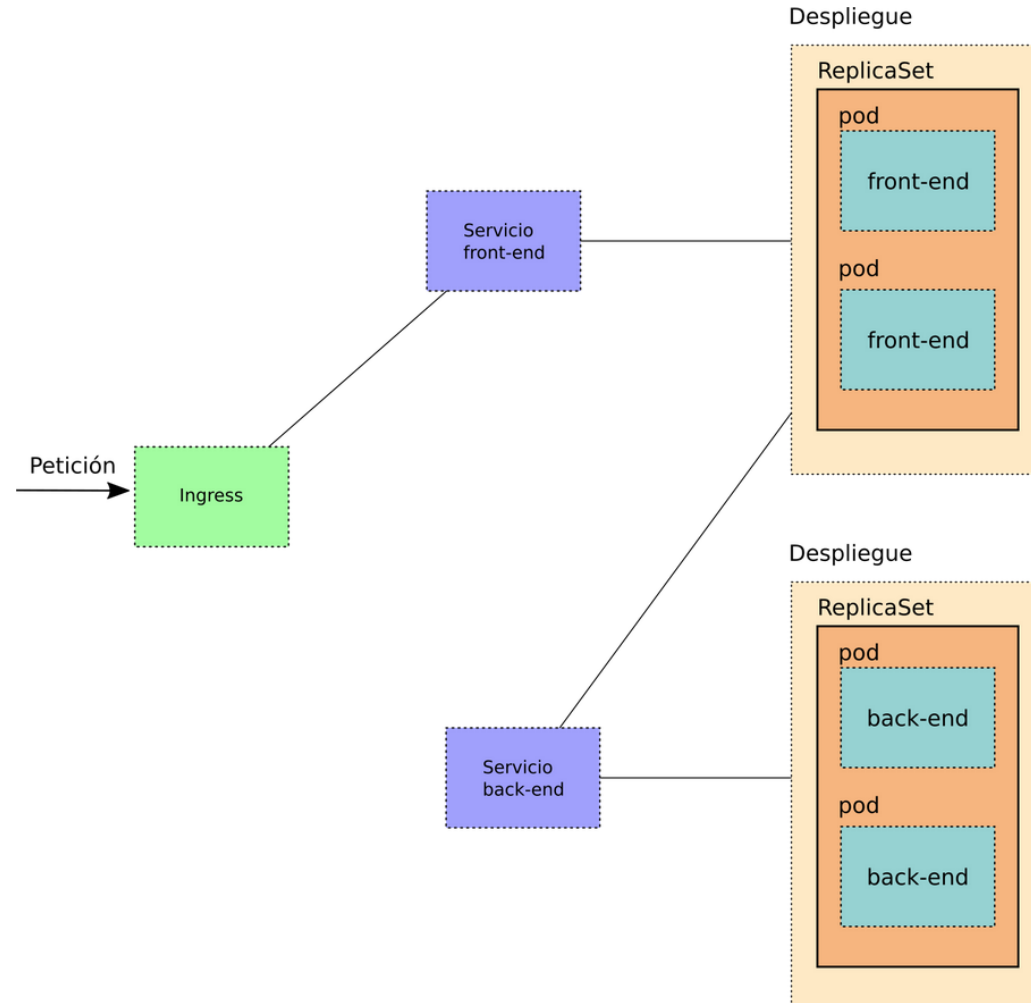 Despliegue
ReplicaSet
pod
front-end
pod
front-end
Servicio
front-end
Petición
Ingress
Despliegue
ReplicaSet
pod
back-end
pod
back-end
Servicio
back-end